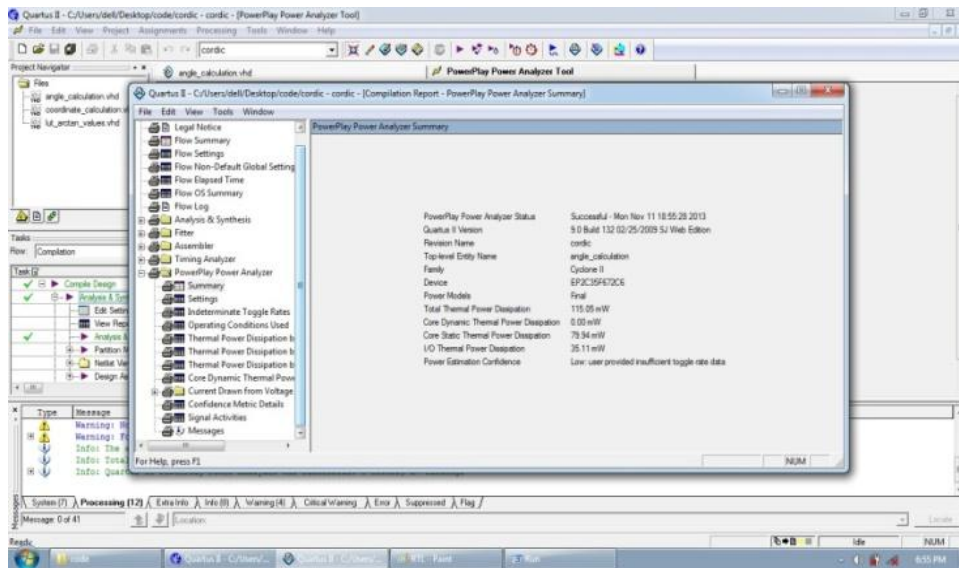 Quartus II - C:/Users/dell/Desktop/code/cordic - cordic - [PowerPlay Power Analyzer Tool]
File Edit View Project Assignments Processing Tools Window Help
cordic
Project Navigator
angle_calculation.vhd
PowerPlay Power Analyzer Tool
Files
angle_calculation.vhd
coordinate_calculation
lut_arctan_values.vhd
Quartus II - C:/Users/dell/Desktop/code/cordic - cordic - [Compilation Report - PowerPlay Power Analyzer Summary]
File Edit View Tools Window
Legal Notice
Flow Summary
Flow Settings
Flow Non-Default Global Setting
Flow Elapsed Time
Flow OS Summary
Flow Log
Analysis & Synthesis
Fitter
Assembler
Timing Analyzer
PowerPlay Power Analyzer
Summary
Settings
Indeterminate Toggle Rates
Operating Conditions Used
Thermal Power Dissipation b
Thermal Power Dissipation b
Thermal Power Dissipation b
Core Dynamic Thermal Powe
Current Drawn from Voltage
Confidence Metric Details
Signal Activities
Messages
For Help, press F1
NUM
PowerPlay Power Analyzer Summary
PowerPlay Power Analyzer Status Successful - Mon Nov 11 18:55:28 2013
Quartus II Version 9.0 Build 132 02/25/2009 SJ Web Edition
Revision Name cordic
Top-level Entity Name angle_calculation
Family Cyclone II
Device EP2C35F672C6
Power Models Final
Total Thermal Power Dissipation 115.05 mW
Core Dynamic Thermal Power Dissipation 0.00 mW
Core Static Thermal Power Dissipation 79.94 mW
I/O Thermal Power Dissipation 35.11 mW
Power Estimation Confidence Low: user provided insufficient toggle rate data
Tasks
Flow: Compilation
Task
Compile Design
Analysis & Syn
Edit Settin
View Rep
Analysis &
Partition M
Netlist Vie
Design As
Type Message
Warning:
Warning:
Info: The
Info: Total
Info: Quar
System (7) Processing (12) Extra Info Info (8) Warning (4) Critical Warning Error Suppressed Flag
Messages
Message: 0 of 41
Location:
Locate
Ready
Idle
NUM
code
Quartus II - C:/Users/...
Quartus II - C:/Users/...
RTL - Paint
Run
6:55 PM